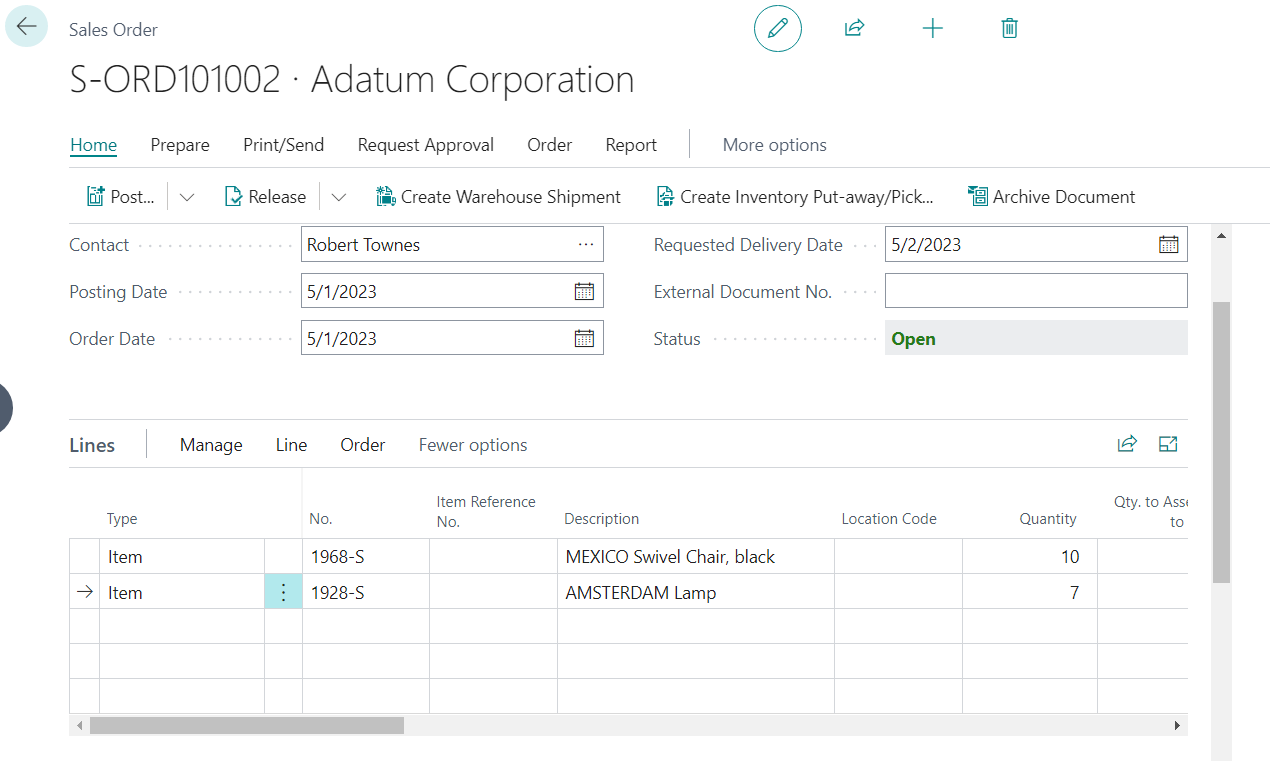 Sales Order
S-ORD101002 · Adatum Corporation
Home Prepare Print/Send Request Approval Order Report More options
Post... Release Create Warehouse Shipment Create Inventory Put-away/Pick... Archive Document
Contact Robert Townes ... Requested Delivery Date 5/2/2023
Posting Date 5/1/2023 External Document No.
Order Date 5/1/2023 Status Open
Lines Manage Line Order Fewer options
Type No. Item Reference No. Description Location Code Quantity Qty. to Asse to
Item 1968-S MEXICO Swivel Chair, black 10
Item 1928-S AMSTERDAM Lamp 7